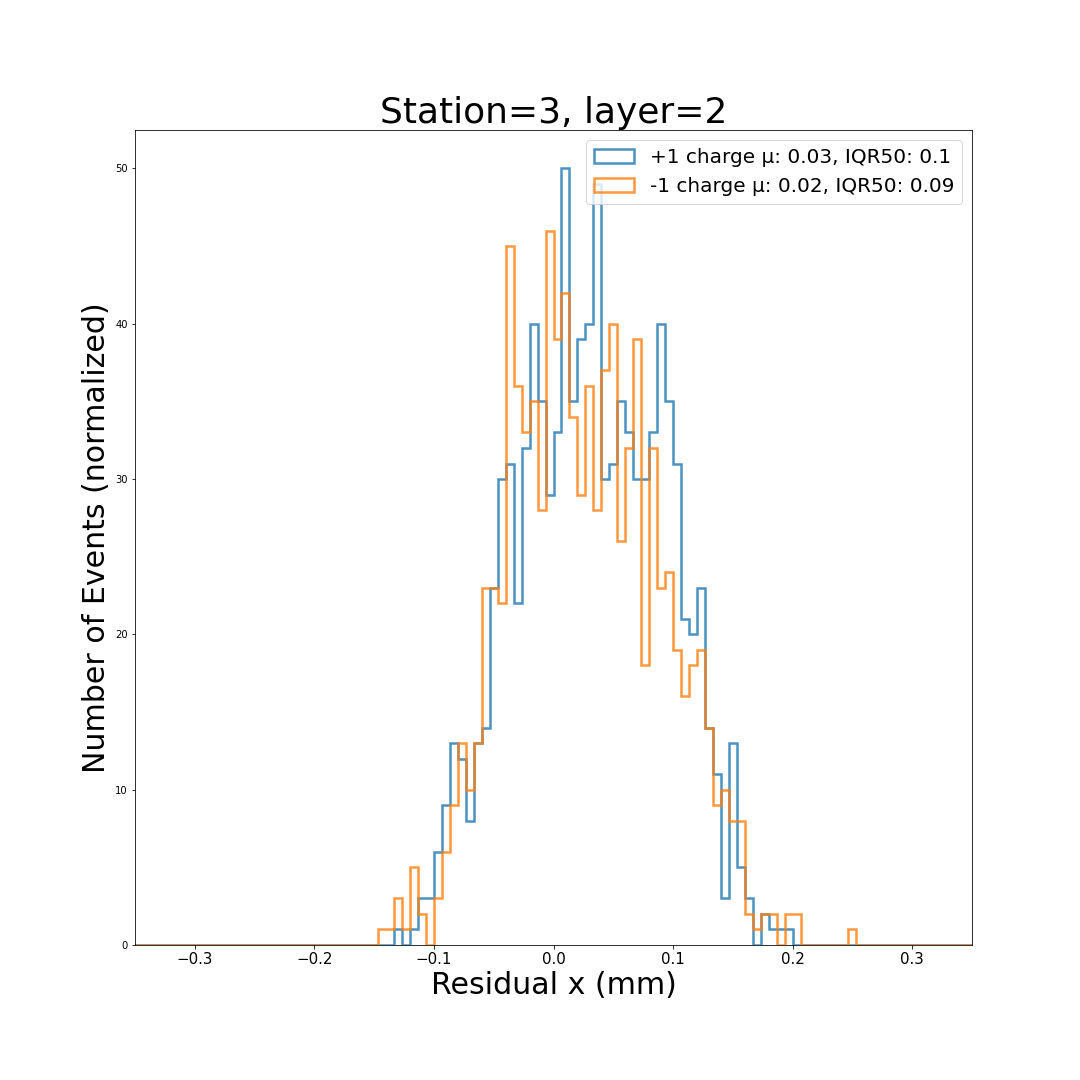 Station=3, layer=2
+1 charge μ: 0.03, IQR50: 0.1
-1 charge μ: 0.02, IQR50: 0.09
Number of Events (normalized)
50
40
30
20
10
0
−0.3 −0.2 −0.1 0.0 0.1 0.2 0.3
Residual x (mm)